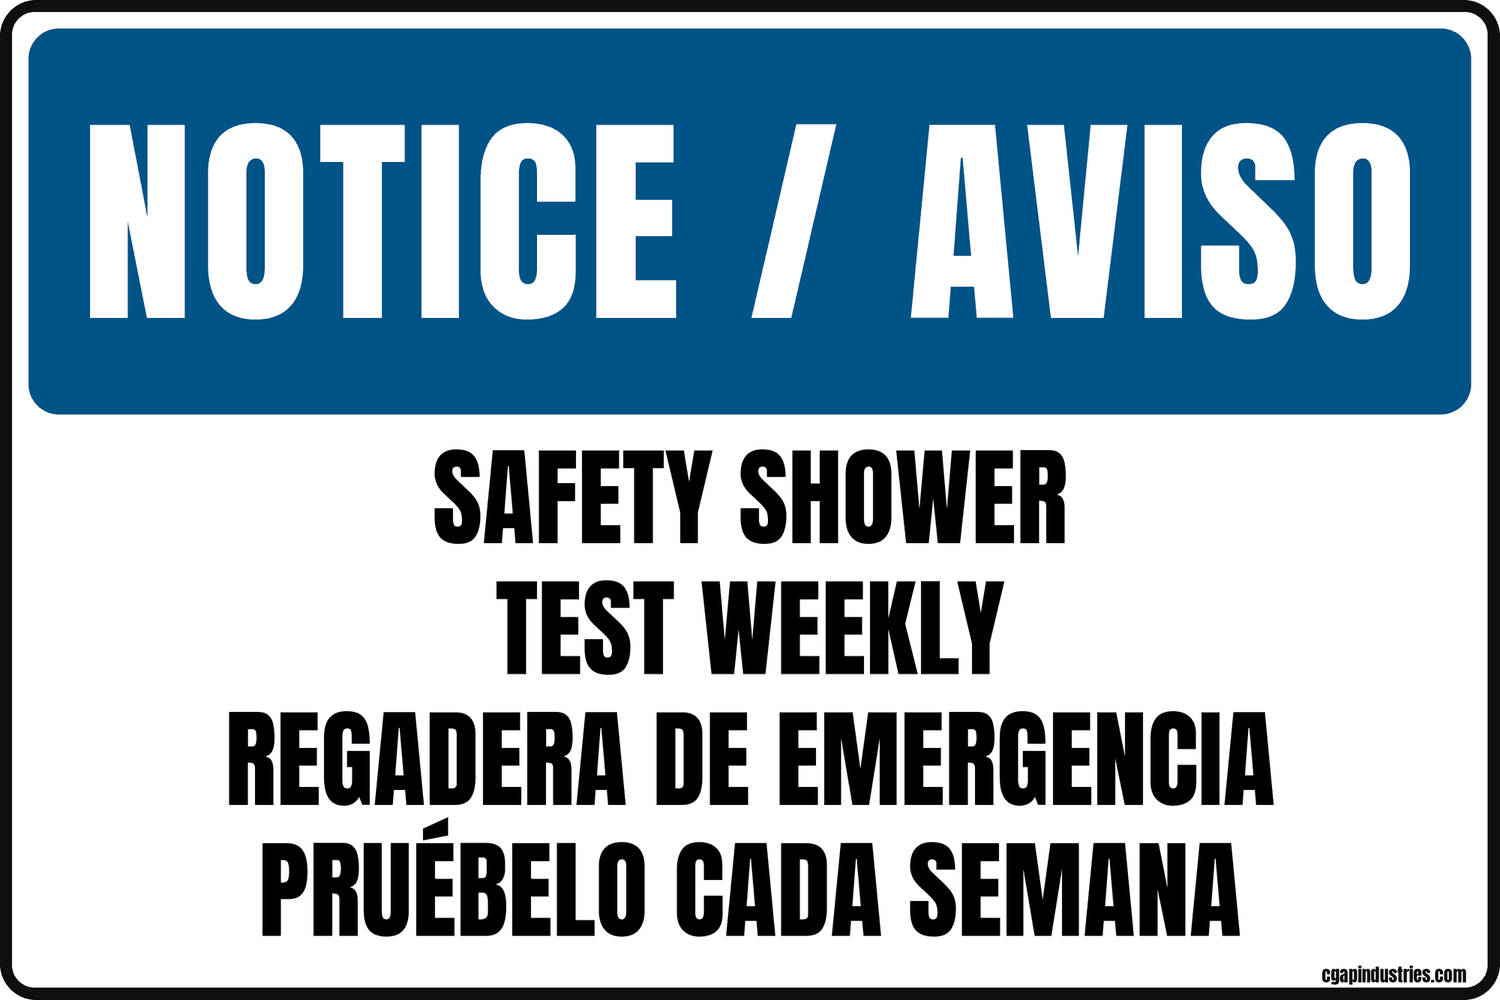 NOTICE / AVISO
SAFETY SHOWER
TEST WEEKLY
REGADERA DE EMERGENCIA
PRUÉBELO CADA SEMANA
cgapindustries.com